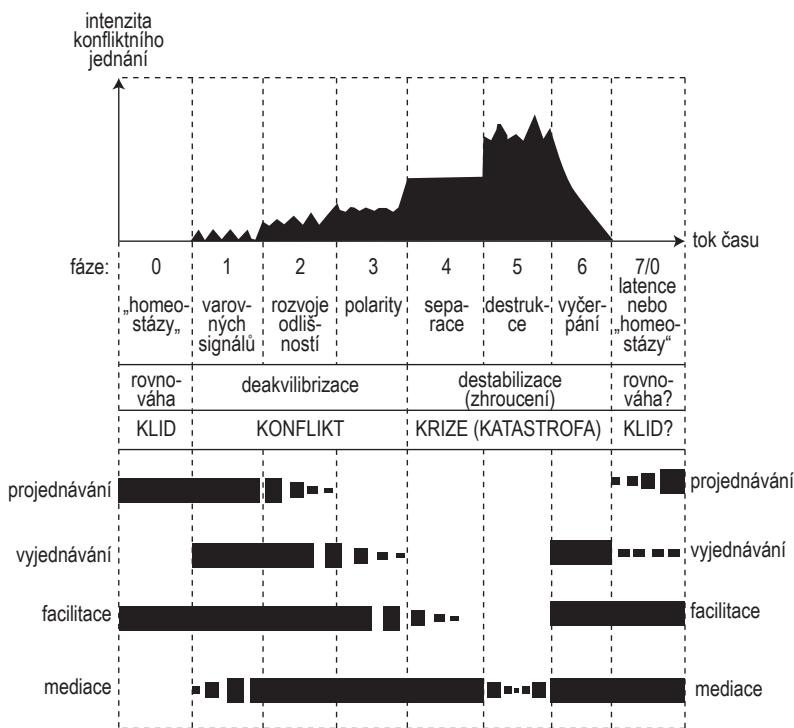 intenzita
konfliktního
jednání
tok času
fáze: 0 1 2 3 4 5 6 7/0
„homeo-
stázy„
varov-
ných
signálů
rozvoje
odliš-
ností
polarity
sepa-
race
destruk-
ce
vyčer-
pání
latence
nebo
„homeo-
stázy“
rovno-
váha
deakvilibrizace
destabilizace
(zhroucení)
rovno-
váha?
KLID KONFLIKT KRIZE (KATASTROFA) KLID?
projednávání projednávání
vyjednávání vyjednávání
facilitace facilitace
mediace mediace